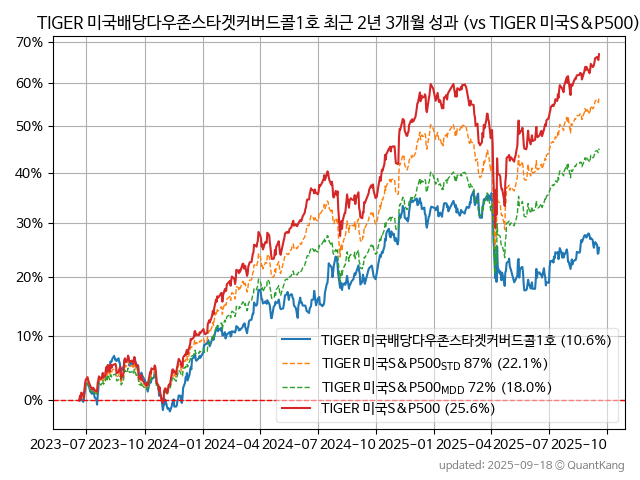 TIGER 미국배당다우존스타겟커버드콜1호 최근 2년 3개월 성과 (vs TIGER 미국S&P500)
70%
60%
50%
40%
30%
20%
10%
0%
TIGER 미국배당다우존스타겟커버드콜1호 (10.6%)
TIGER 미국S&P500STD 87% (22.1%)
TIGER 미국S&P500MDD 72% (18.0%)
TIGER 미국S&P500 (25.6%)
2023-07 2023-10 2024-01 2024-04 2024-07 2024-10 2025-01 2025-04 2025-07 2025-10
updated: 2025-09-18 © QuantKang